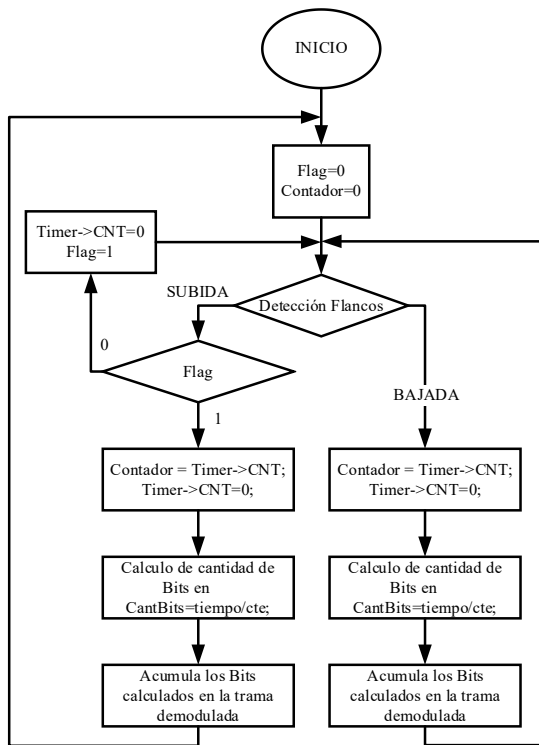 INICIO
Flag=0
Contador=0
Timer->CNT=0
Flag=1
SUBIDA
Detección Flancos
0
Flag
BAJADA
1
Contador = Timer->CNT;
Timer->CNT=0;
Contador = Timer->CNT;
Timer->CNT=0;
Calculo de cantidad de
Bits en
CantBits=tiempo/cte;
Calculo de cantidad de
Bits en
CantBits=tiempo/cte;
Acumula los Bits
calculados en la trama
demodulada
Acumula los Bits
calculados en la trama
demodulada